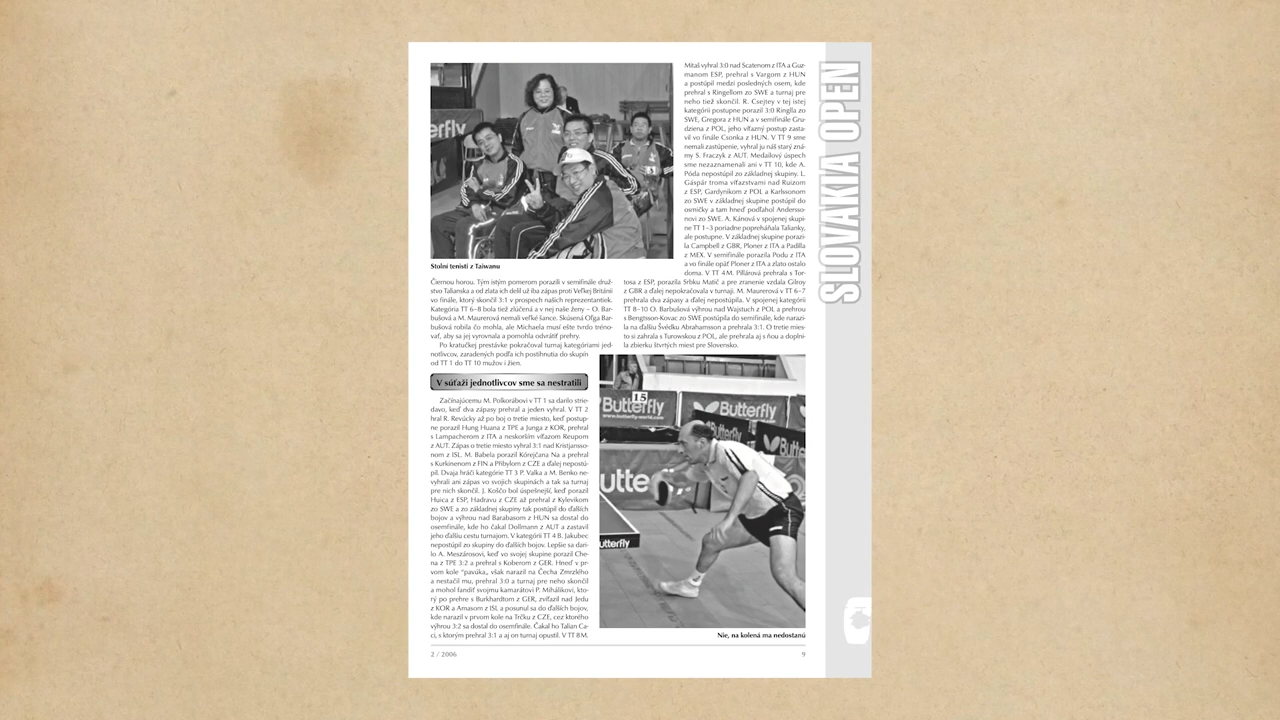 erfly
Stolní tenisti z Taiwanu
Čiernou horou. Tým istým pomerom porazili v semifinále druž-
stvo Talianska a od zlata ich delil už iba zápas proti Veľkej Británii
vo finále, ktorý skončil 3:1 v prospech našich reprezentantiek.
Kategória TT 6–8 bola tiež zlúčená a v nej naše ženy – O. Bar-
bušová a M. Maurerová nemali veľké šance. Skúsená Oľga Bar-
bušová robila čo mohla, ale Michaela musí ešte tvrdo tréno-
vať, aby sa jej vyrovnala a pomohla odvrátiť prehry.
Po kratučkej prestávke pokračoval turnaj kategóriami jed-
notlivcov, zaradených podľa ich postihnutia do skupín
od TT 1 do TT 10 mužov i žien.
V súťaži jednotlivcov sme sa nestratili
Začínajúcemu M. Polkorábovi v TT 1 sa darilo strie-
davo, keď dva zápasy prehral a jeden vyhral. V TT 2
hral R. Revúcky až po boj o tretie miesto, keď postup-
ne porazil Hung Huana z TPE a Junga z KOR, prehral
s Lampacherom z ITA a neskorším víťazom Reupom
z AUT. Zápas o tretie miesto vyhral 3:1 nad Kristjansso-
nom z ISL. M. Babela porazil Kórejčana Na a prehral
s Kurkinenom z FIN a Přibylom z CZE a ďalej nepostú-
pil. Dvaja hráči kategórie TT 3 P. Valka a M. Benko ne-
vyhrali ani zápas vo svojich skupinách a tak sa turnaj
pre nich skončil. J. Koščo bol úspešnejší, keď porazil
Huica z ESP, Hadravu z CZE až prehral z Kylevikom
zo SWE a zo základnej skupiny tak postúpil do ďalších
bojov a výhrou nad Barabasom z HUN sa dostal do
osemfinále, kde ho čakal Dollmann z AUT a zastavil
jeho ďalšiu cestu turnajom. V kategórii TT 4 B. Jakubec
nepostúpil zo skupiny do ďalších bojov. Lepšie sa dari-
lo A. Meszárosovi, keď vo svojej skupine porazil Che-
na z TPE 3:2 a prehral s Koberom z GER. Hneď v pr-
vom kole "pavúka„ však narazil na Čecha Zmrzlého
a nestačil mu, prehral 3:0 a turnaj pre neho skončil
a mohol fandiť svojmu kamarátovi P. Mihálikovi, kto-
rý po prehre s Burkhardtom z GER, zvíťazil nad Jedu
z KOR a Amasom z ISL a posunul sa do ďalších bojov,
kde narazil v prvom kole na Trčku z CZE, cez ktorého
výhrou 3:2 sa dostal do osemfinále. Čakal ho Talian Ca-
ci, s ktorým prehral 3:1 a aj on turnaj opustil. V TT 8 M.
Mitaš vyhral 3:0 nad Scatenom z ITA a Guz-
manom ESP, prehral s Vargom z HUN
a postúpil medzi posledných osem, kde
prehral s Ringellom zo SWE a turnaj pre
neho tiež skončil. R. Csejtey v tej istej
kategórii postupne porazil 3:0 Ringlla zo
SWE, Gregora z HUN a v semifinále Gru-
dziena z POL, jeho víťazný postup zasta-
vil vo finále Csonka z HUN. V TT 9 sme
nemali zastúpenie, vyhral ju náš starý zná-
my S. Fraczyk z AUT. Medailový úspech
sme nezaznamenali ani v TT 10, kde A.
Póda nepostúpil zo základnej skupiny. L.
Gáspár troma víťazstvami nad Ruizom
z ESP, Gardynikom z POL a Karlssonom
zo SWE v základnej skupine postúpil do
osmičky a tam hneď podľahol Andersso-
novi zo SWE. A. Kánová v spojenej skupi-
ne TT 1–3 poriadne popreháňala Talianky,
ale postupne. V základnej skupine porazi-
la Campbell z GBR, Ploner z ITA a Padilla
z MEX. V semifinále porazila Podu z ITA
a vo finále opäť Ploner z ITA a zlato ostalo
doma. V TT 4 M. Pillárová prehrala s Tor-
tosa z ESP, porazila Srbku Matić a pre zranenie vzdala Gilroy
z GBR a ďalej nepokračovala v turnaji. M. Maurerová v TT 6–7
prehrala dva zápasy a ďalej nepostúpila. V spojenej kategórii
TT 8–10 O. Barbušová výhrou nad Wajstuch z POL a prehrou
s Bengtsson-Kovac zo SWE postúpila do semifinále, kde narazi-
la na ďalšiu Švédku Abrahamsson a prehrala 3:1. O tretie mies-
to si zahrala s Turowskou z POL, ale prehrala aj s ňou a doplni-
la zbierku štvrtých miest pre Slovensko.
15
Butterfly
www.butterfly-world.com
Butterfly
Butterfly
Butte
utte
utterfly
Nie, na kolená ma nedostanú
2 / 2006
9
SLOVAKIA OPEN